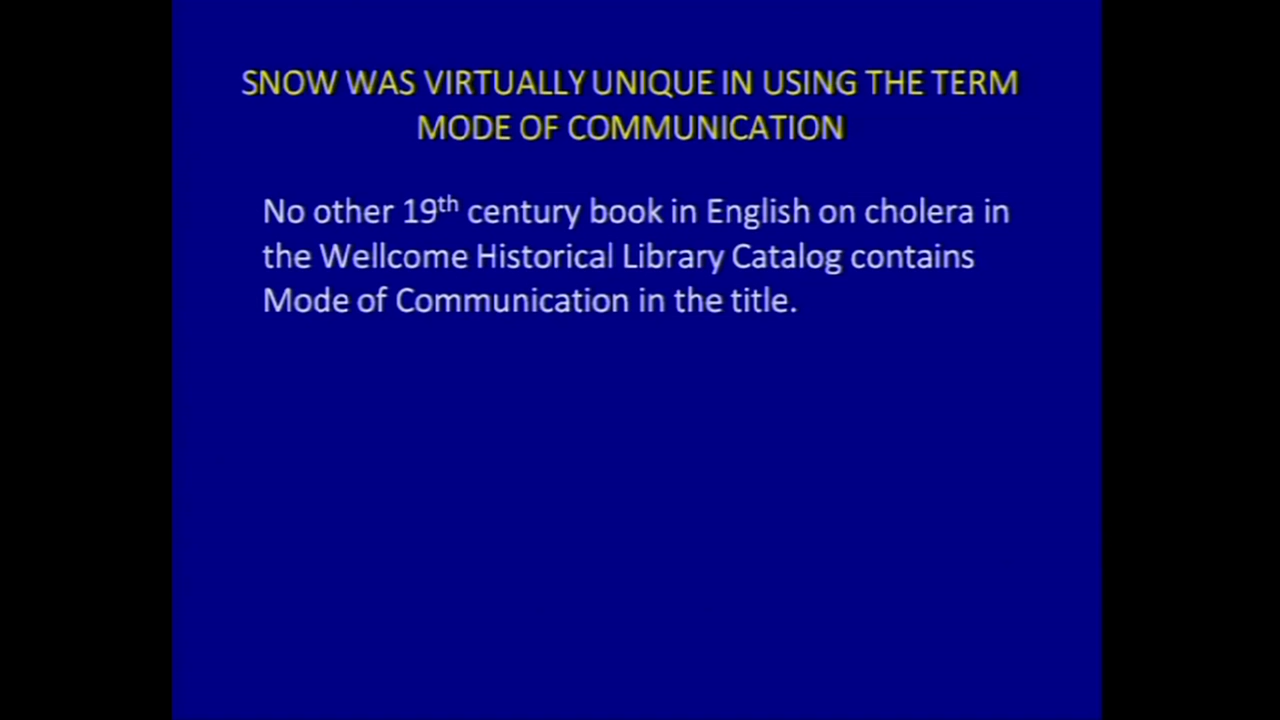 SNOW WAS VIRTUALLY UNIQUE IN USING THE TERM
MODE OF COMMUNICATION
No other 19th century book in English on cholera in
the Wellcome Historical Library Catalog contains
Mode of Communication in the title.